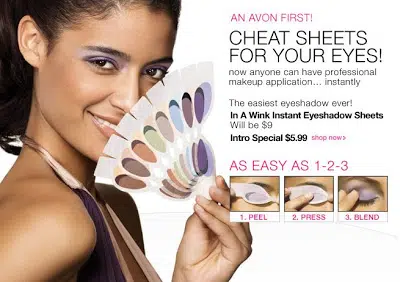 AN AVON FIRST!
CHEAT SHEETS
FOR YOUR EYES!
now anyone can have professional
makeup application... instantly
The easiest eyeshadow ever!
In A Wink Instant Eyeshadow Sheets
Will be $9
Intro Special $5.99 shop now >
AS EASY AS 1-2-3
1. PEEL
2. PRESS
3. BLEND